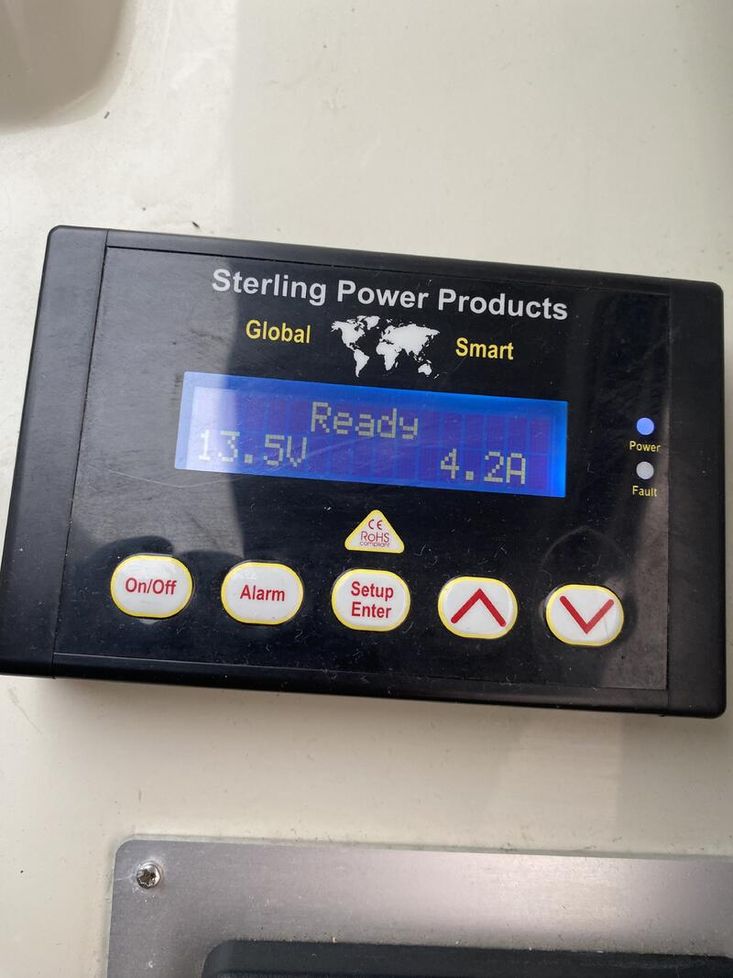 Sterling Power Products
Global Smart
Ready
13.5V 4.2A
Power
Fault
CE
RoHS
compliant
On/Off Alarm Setup Enter